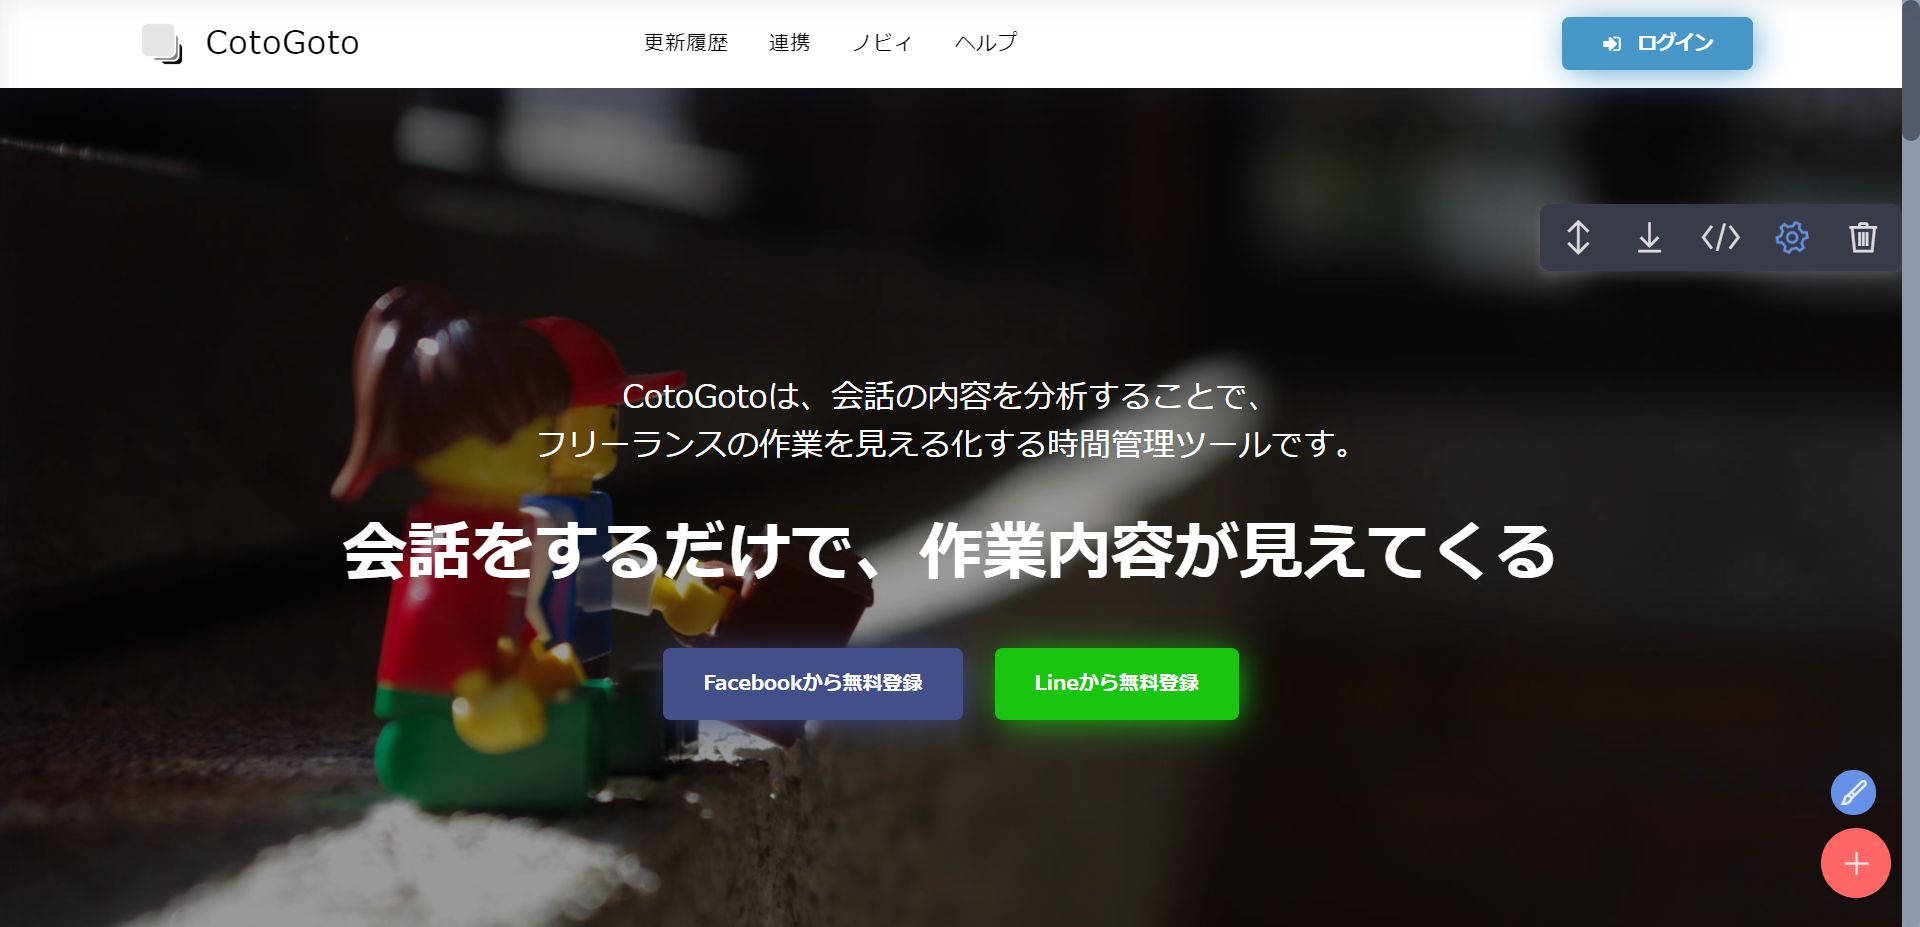 CotoGoto
更新履歴 連携 ノビィ ヘルプ
ログイン
CotoGotoは、会話の内容を分析することで、
フリーランスの作業を見える化する時間管理ツールです。
会話をするだけで、作業内容が見えてくる
Facebookから無料登録
Lineから無料登録